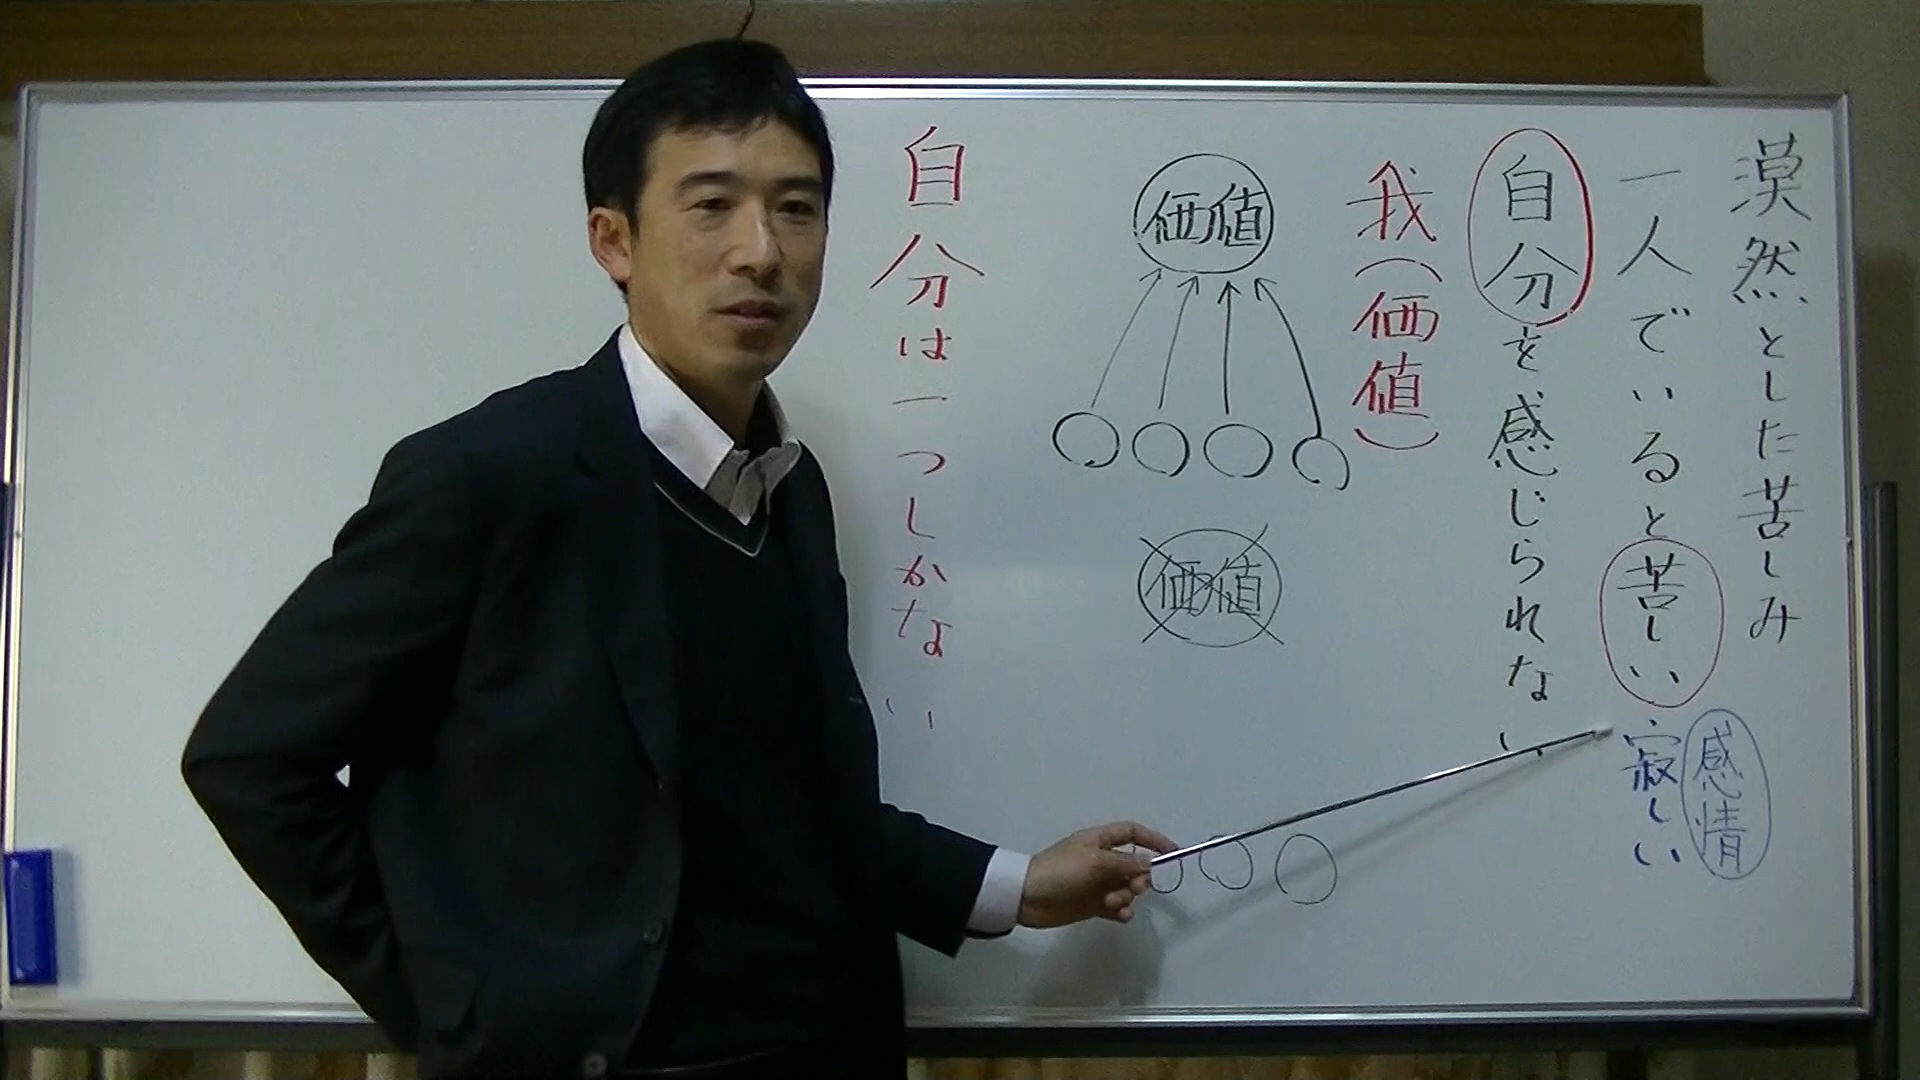 漠然とした苦しみ
一人でいると苦しい
寂しい
感情
自分を感じられない
我(価値)
価値
価値
自分は一つしかない